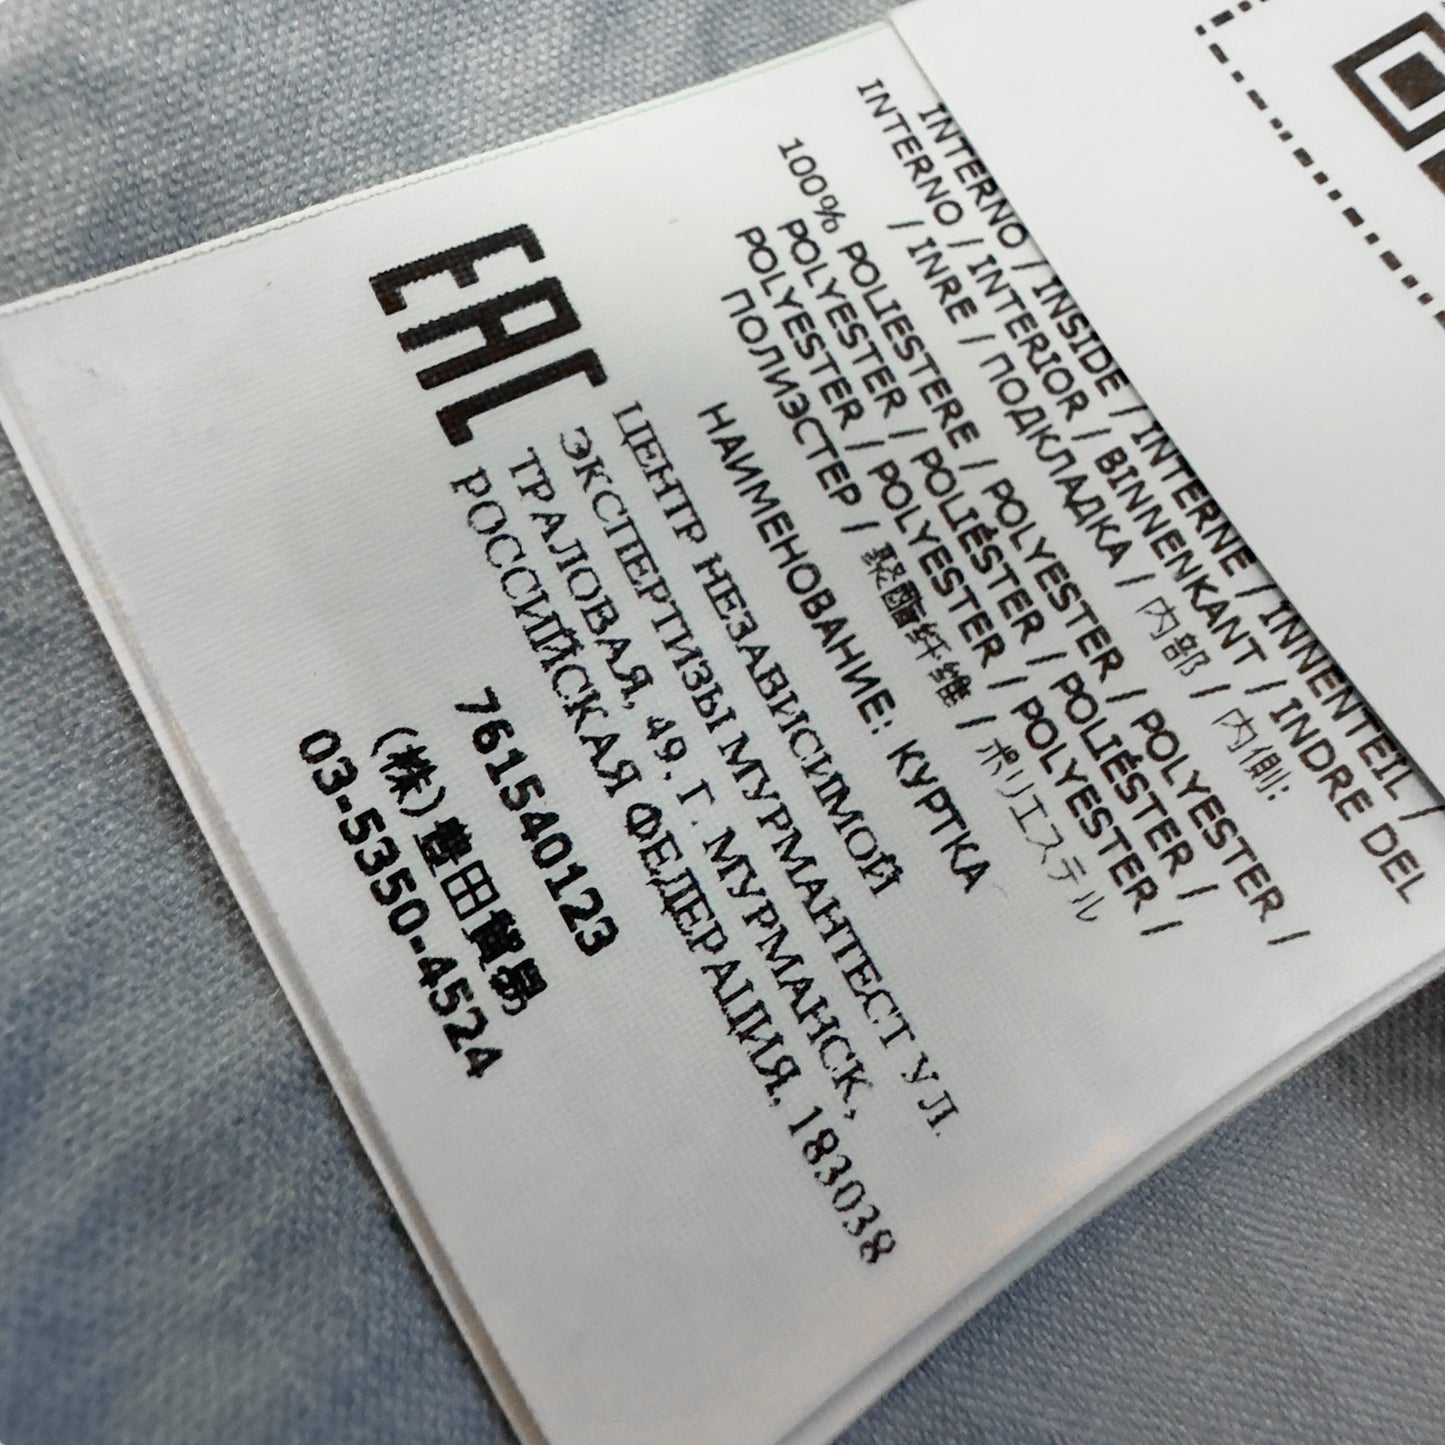 INTERNO / INSIDE / INTERNE / INNENTEIL /
INTERNO / INTERIOR / BINNENKANT / INDRE DEL
/ INRE / ПОДКЛАДКА / 内部 / 内側:
100% POLIESTERE / POLYESTER / POLYESTER /
POLYESTER / POLIÉSTER / POLIÉSTER /
POLYESTER / POLYESTER / POLYESTER /
ПОЛИЭСТЕР / 聚酯纤维 / ポリエステル
НАИМЕНОВАНИЕ: КУРТКА
ЦЕНТР НЕЗАВИСИМОЙ
ЭКСПЕРТИЗЫ МУРМАНТЕСТ УЛ.
ТРАЛОВАЯ, 49, Г. МУРМАНСК,
РОССИЙСКАЯ ФЕДЕРАЦИЯ, 183038
EAC
7615540123
(株)豊田貿易
03-5350-4524